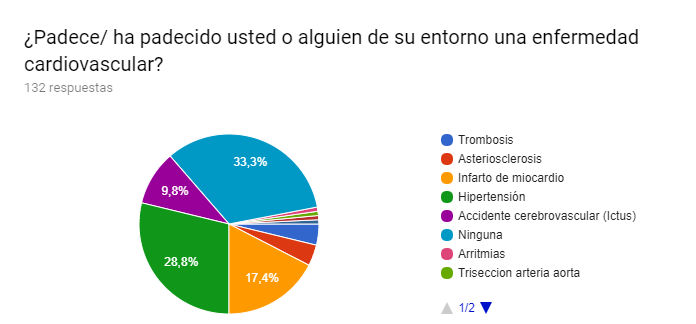 ¿Padece/ ha padecido usted o alguien de su entorno una enfermedad
cardiovascular?
132 respuestas
33,3%
9,8%
28,8%
17,4%
Trombosis
Asteriosclerosis
Infarto de miocardio
Hipertensión
Accidente cerebrovascular (Ictus)
Ninguna
Arritmias
Triseccion arteria aorta
1/2